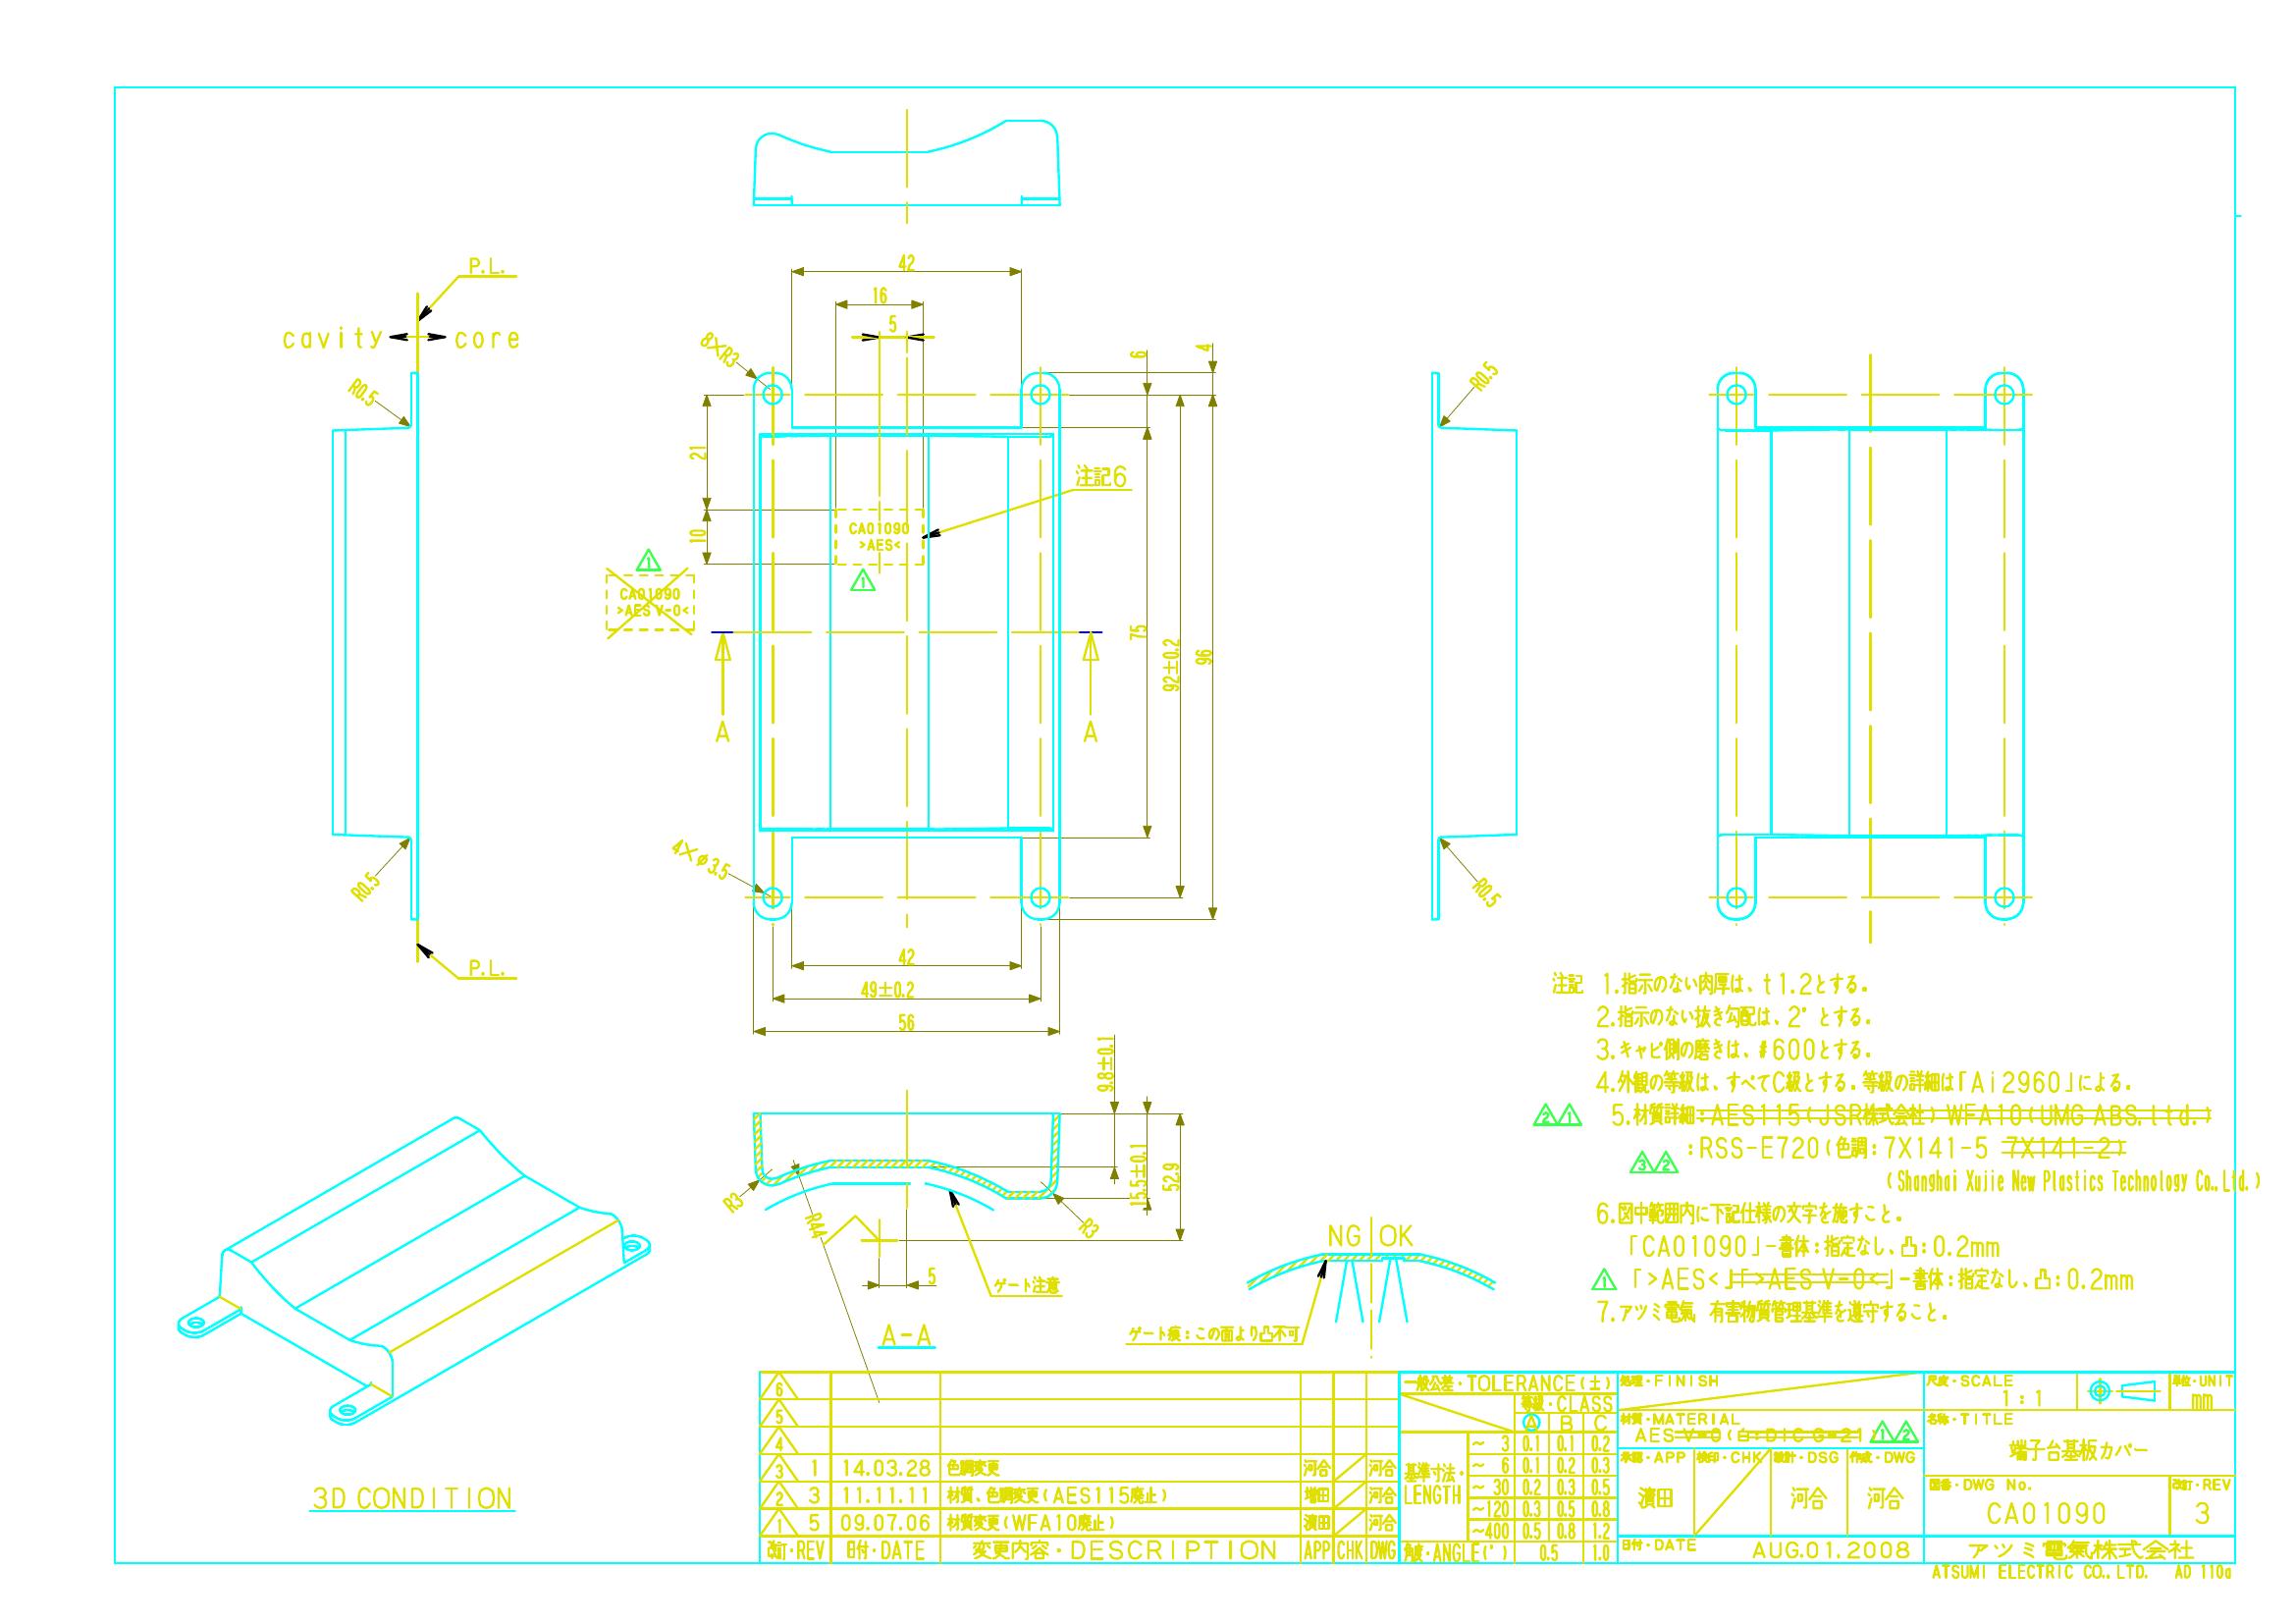 P.L.
cavity
core
R0.5
R0.5
P.L.
42
16
5
8×R3
6
4
21
10
注記6
CA01090
>AES<
1
1
CA01090
>AES V-0<
A
A
75
92±0.2
96
4×φ3.5
42
49±0.2
56
R0.5
R0.5
9.8±0.1
15.5±0.1
52.9
R3
R44
R3
5
ゲート注意
A-A
NG
OK
ゲート痕：この面より凸不可
3D CONDITION
注記 1.指示のない肉厚は、t1.2とする。
2.指示のない抜き勾配は、2°とする。
3.キャビ側の磨きは、#600とする。
4.外観の等級は、すべてC級とする。等級の詳細は「Ai2960」による。
2 1 5.材質詳細：AES115(JSR株式会社) WFA10(UMG ABS.ltd.)
3 2 :RSS-E720(色調:7X141-5 7X141-2)
(Shanghai Xujie New Plastics Technology Co.,Ltd.)
6.図中範囲内に下記仕様の文字を施すこと。
「CA01090」-書体：指定なし、凸：0.2mm
1 「>AES<」「>AES V-0<」-書体：指定なし、凸：0.2mm
7.アツミ電氣 有害物質管理基準を遵守すること。
6
5
4
3 1 14.03.28 色調変更 河合 河合
2 3 11.11.11 材質、色調変更(AES115廃止) 増田 河合
1 5 09.07.06 材質変更(WFA10廃止) 濱田 河合
改訂・REV 日付・DATE 変更内容・DESCRIPTION APP CHK DWG
一般公差・TOLERANCE(±)
等級・CLASS
A B C
基準寸法・LENGTH
~ 3 0.1 0.1 0.2
~ 6 0.1 0.2 0.3
~ 30 0.2 0.3 0.5
~120 0.3 0.5 0.8
~400 0.5 0.8 1.2
角度・ANGLE(°) 0.5 1.0
処理・FINISH
材質・MATERIAL
AES V-0(白：DIC G-21) 1 2
承認・APP 検印・CHK 設計・DSG 作成・DWG
濱田 河合 河合
日付・DATE AUG.01.2008
尺度・SCALE
1：1
単位・UNIT
mm
名称・TITLE
端子台基板カバー
図番・DWG No.
CA01090
改訂・REV
3
アツミ電氣株式会社
ATSUMI ELECTRIC CO.,LTD. AD 110a